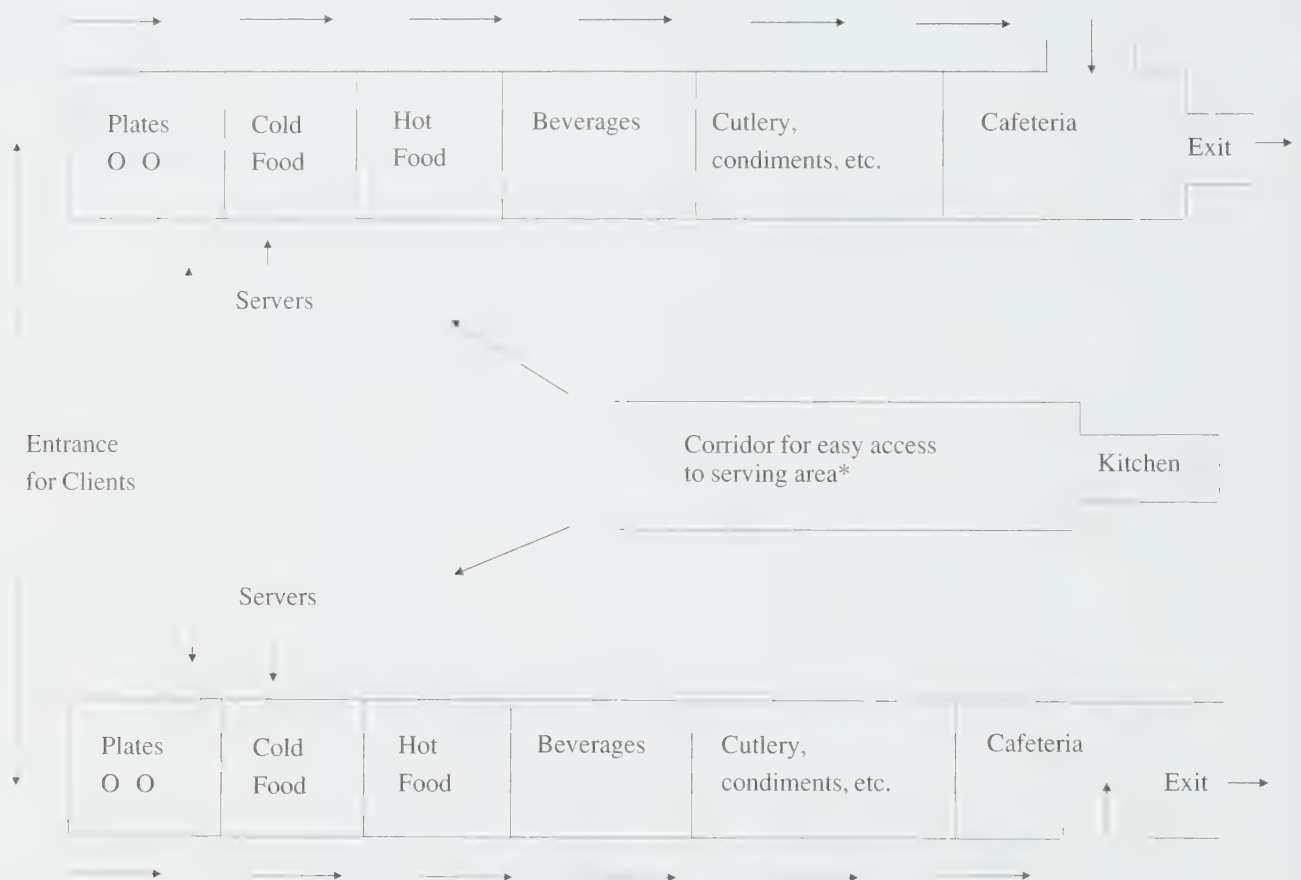 Plates
O O
Cold
Food
Hot
Food
Beverages
Cutlery,
condiments, etc.
Cafeteria
Exit
Servers
Entrance
for Clients
Corridor for easy access
to serving area*
Kitchen
Servers
Plates
O O
Cold
Food
Hot
Food
Beverages
Cutlery,
condiments, etc.
Cafeteria
Exit